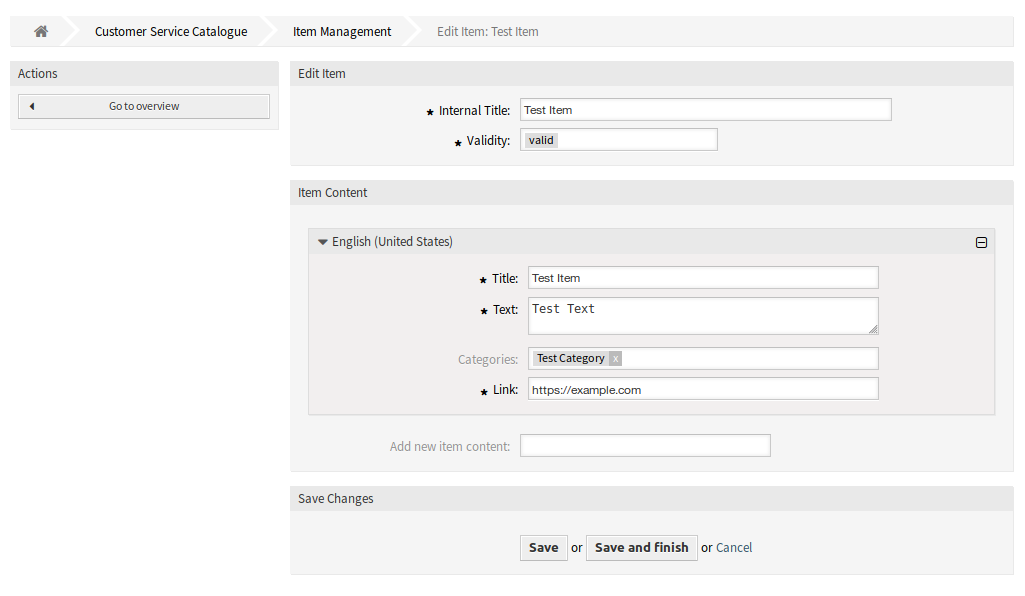 Customer Service Catalogue Item Management Edit Item: Test Item
Actions
Go to overview
Edit Item
★ Internal Title: Test Item
★ Validity: valid
Item Content
English (United States)
★ Title: Test Item
★ Text: Test Text
Categories: Test Category x
★ Link: https://example.com
Add new item content:
Save Changes
Save or Save and finish or Cancel